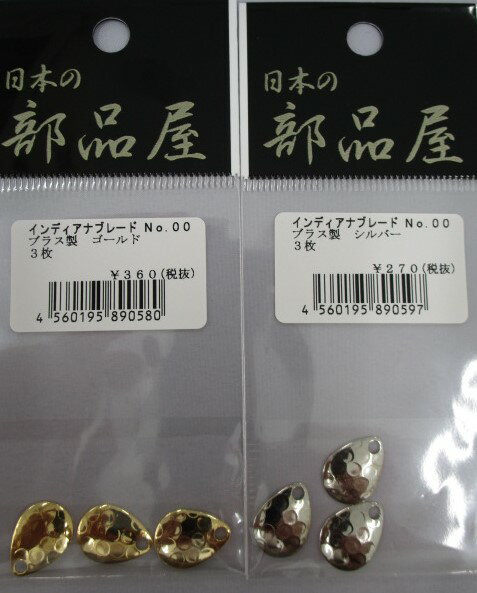 日本の
部品屋
インディアナブレード No.00
ブラス製 ゴールド
3枚
¥360(税抜)
4 560195 890580
日本の
部品屋
インディアナブレード No.00
ブラス製 シルバー
3枚
¥270(税抜)
4 560195 890597